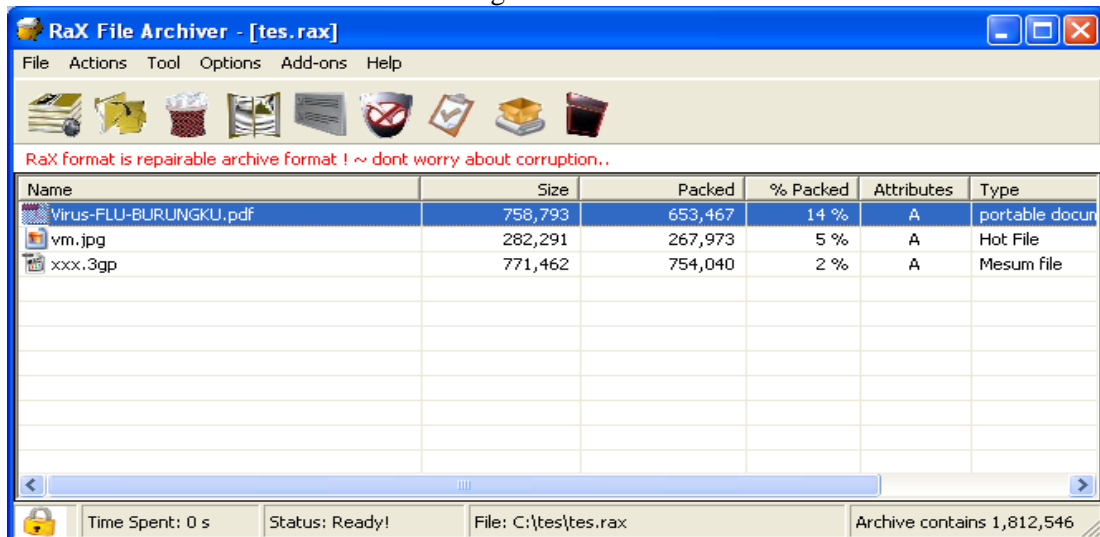 RaX File Archiver - [tes.rax]
File Actions Tool Options Add-ons Help
RaX format is repairable archive format ! ~ dont worry about corruption..
Name Size Packed % Packed Attributes Type
Virus-FLU-BURUNGKU.pdf 758,793 653,467 14 % A portable docun
vm.jpg 282,291 267,973 5 % A Hot File
xxx.3gp 771,462 754,040 2 % A Mesum file
Time Spent: 0 s Status: Ready! File: C:\tes\tes.rax Archive contains 1,812,546